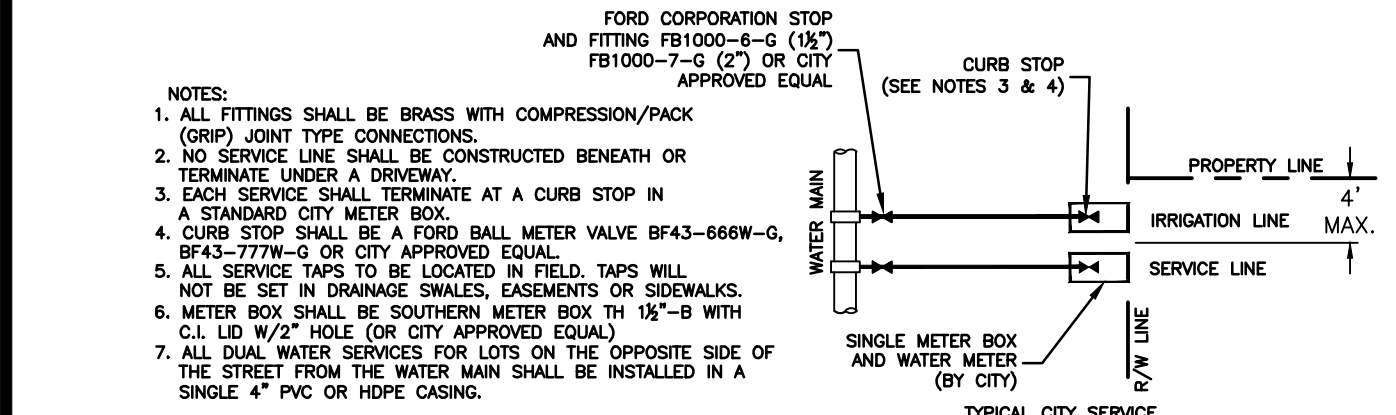 FORD CORPORATION STOP
AND FITTING FB1000-6-G (1½")
FB1000-7-G (2") OR CITY
APPROVED EQUAL
CURB STOP
(SEE NOTES 3 & 4)
NOTES:
1. ALL FITTINGS SHALL BE BRASS WITH COMPRESSION/PACK
(GRIP) JOINT TYPE CONNECTIONS.
2. NO SERVICE LINE SHALL BE CONSTRUCTED BENEATH OR
TERMINATE UNDER A DRIVEWAY.
3. EACH SERVICE SHALL TERMINATE AT A CURB STOP IN
A STANDARD CITY METER BOX.
4. CURB STOP SHALL BE A FORD BALL METER VALVE BF43-666W-G,
BF43-777W-G OR CITY APPROVED EQUAL.
5. ALL SERVICE TAPS TO BE LOCATED IN FIELD. TAPS WILL
NOT BE SET IN DRAINAGE SWALES, EASEMENTS OR SIDEWALKS.
6. METER BOX SHALL BE SOUTHERN METER BOX TH 1½"-B WITH
C.I. LID W/2" HOLE (OR CITY APPROVED EQUAL)
7. ALL DUAL WATER SERVICES FOR LOTS ON THE OPPOSITE SIDE OF
THE STREET FROM THE WATER MAIN SHALL BE INSTALLED IN A
SINGLE 4" PVC OR HDPE CASING.
WATER MAIN
PROPERTY LINE
4'
MAX.
IRRIGATION LINE
SERVICE LINE
SINGLE METER BOX
AND WATER METER
(BY CITY)
R/W LINE
TYPICAL CITY SERVICE